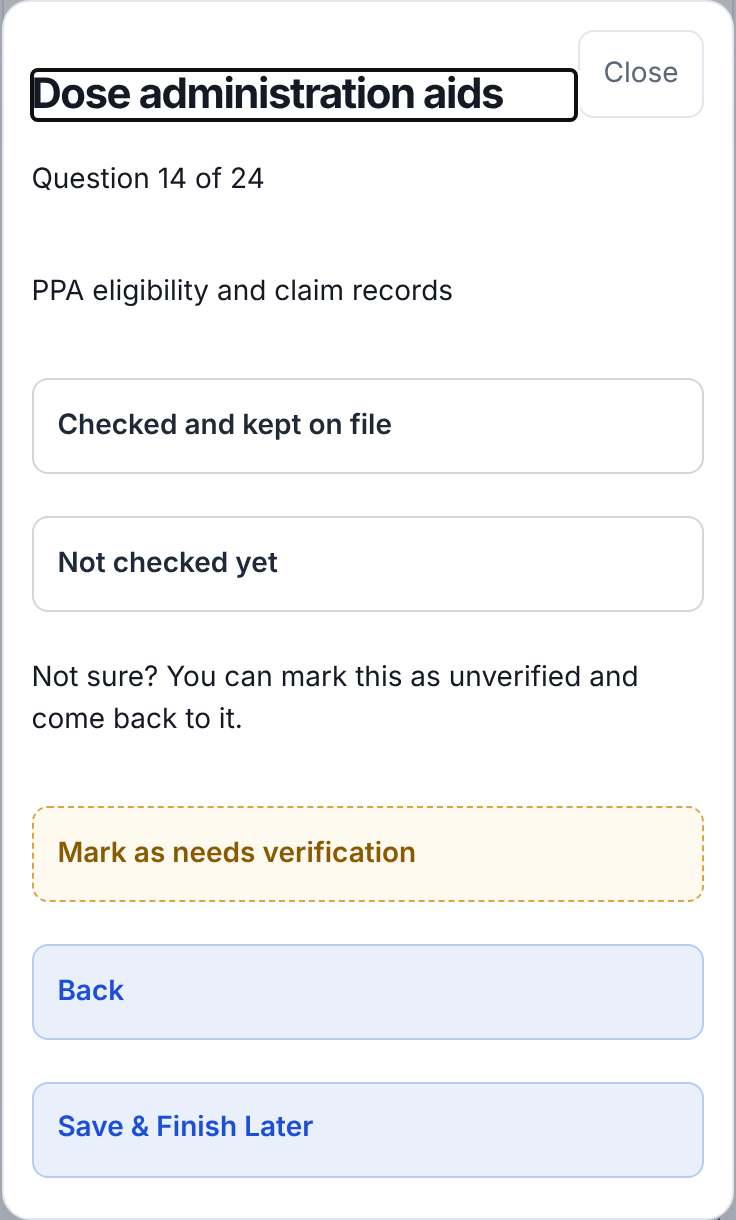 Dose administration aids
Close
Question 14 of 24
PPA eligibility and claim records
Checked and kept on file
Not checked yet
Not sure? You can mark this as unverified and
come back to it.
Mark as needs verification
Back
Save & Finish Later